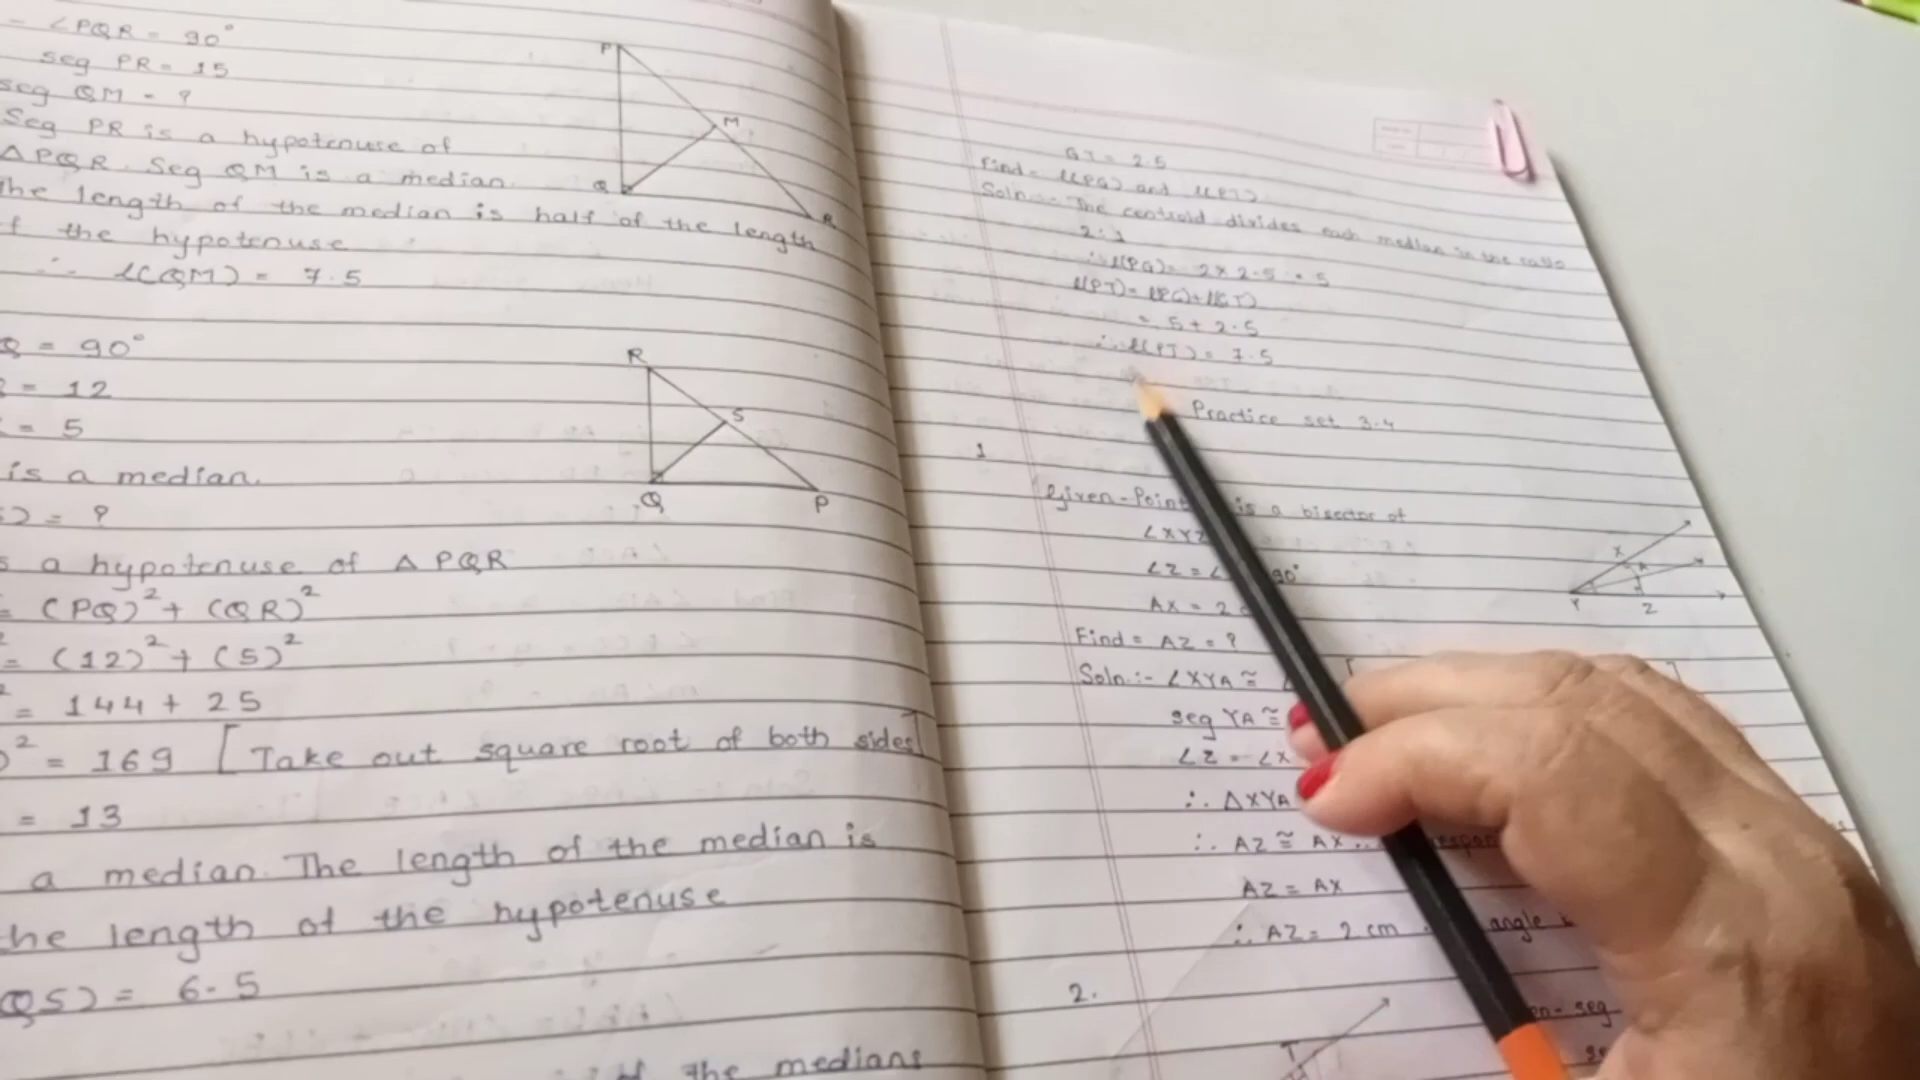 - ∠PQR = 90°
seg PR = 15
seg QM = ?
Seg PR is a hypotenuse of
△PQR. Seg QM is a median.
The length of the median is half of the length
of the hypotenuse
∴ l(QM) = 7.5
P
M
Q
R
Q = 90°
= 12
= 5
is a median.
S) = ?
R
S
Q
P
a hypotenuse of △ PQR
= (PQ)² + (QR)²
= (12)² + (5)²
= 144 + 25
² = 169 [Take out square root of both sides]
= 13
a median. The length of the median is
the length of the hypotenuse
(QS) = 6.5
of the medians
GT = 2.5
Find = l(PG) and l(PT)
Soln.:- The centroid divides each median in the ratio
2:1
∴ l(PG) = 2 × 2.5 = 5
l(PT) = l(PG) + l(GT)
= 5 + 2.5
∴ l(PT) = 7.5
Practice set 3.4
1
Given - Point is a bisector of
∠XYZ
∠Z = ∠ 90°
AX = 2 c
Find = AZ = ?
Soln.:- ∠XYA ≅
seg YA ≅
∠Z = ∠X
∴ △XYA
∴ AZ ≅ AX
AZ = AX
∴ AZ = 2 cm angle
X
A
Y
Z
2.
seg
T